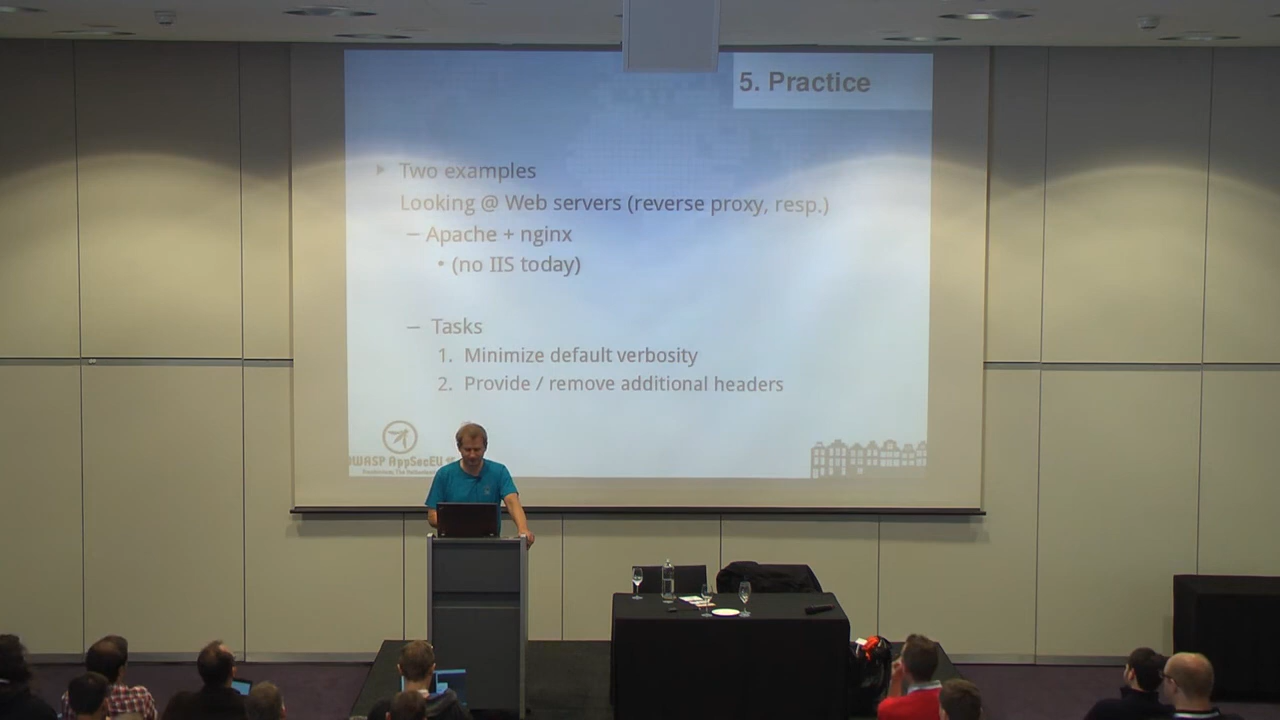 5. Practice
Two examples
Looking @ Web servers (reverse proxy, resp.)
– Apache + nginx
• (no IIS today)
– Tasks
1. Minimize default verbosity
2. Provide / remove additional headers
OWASP AppSecEU